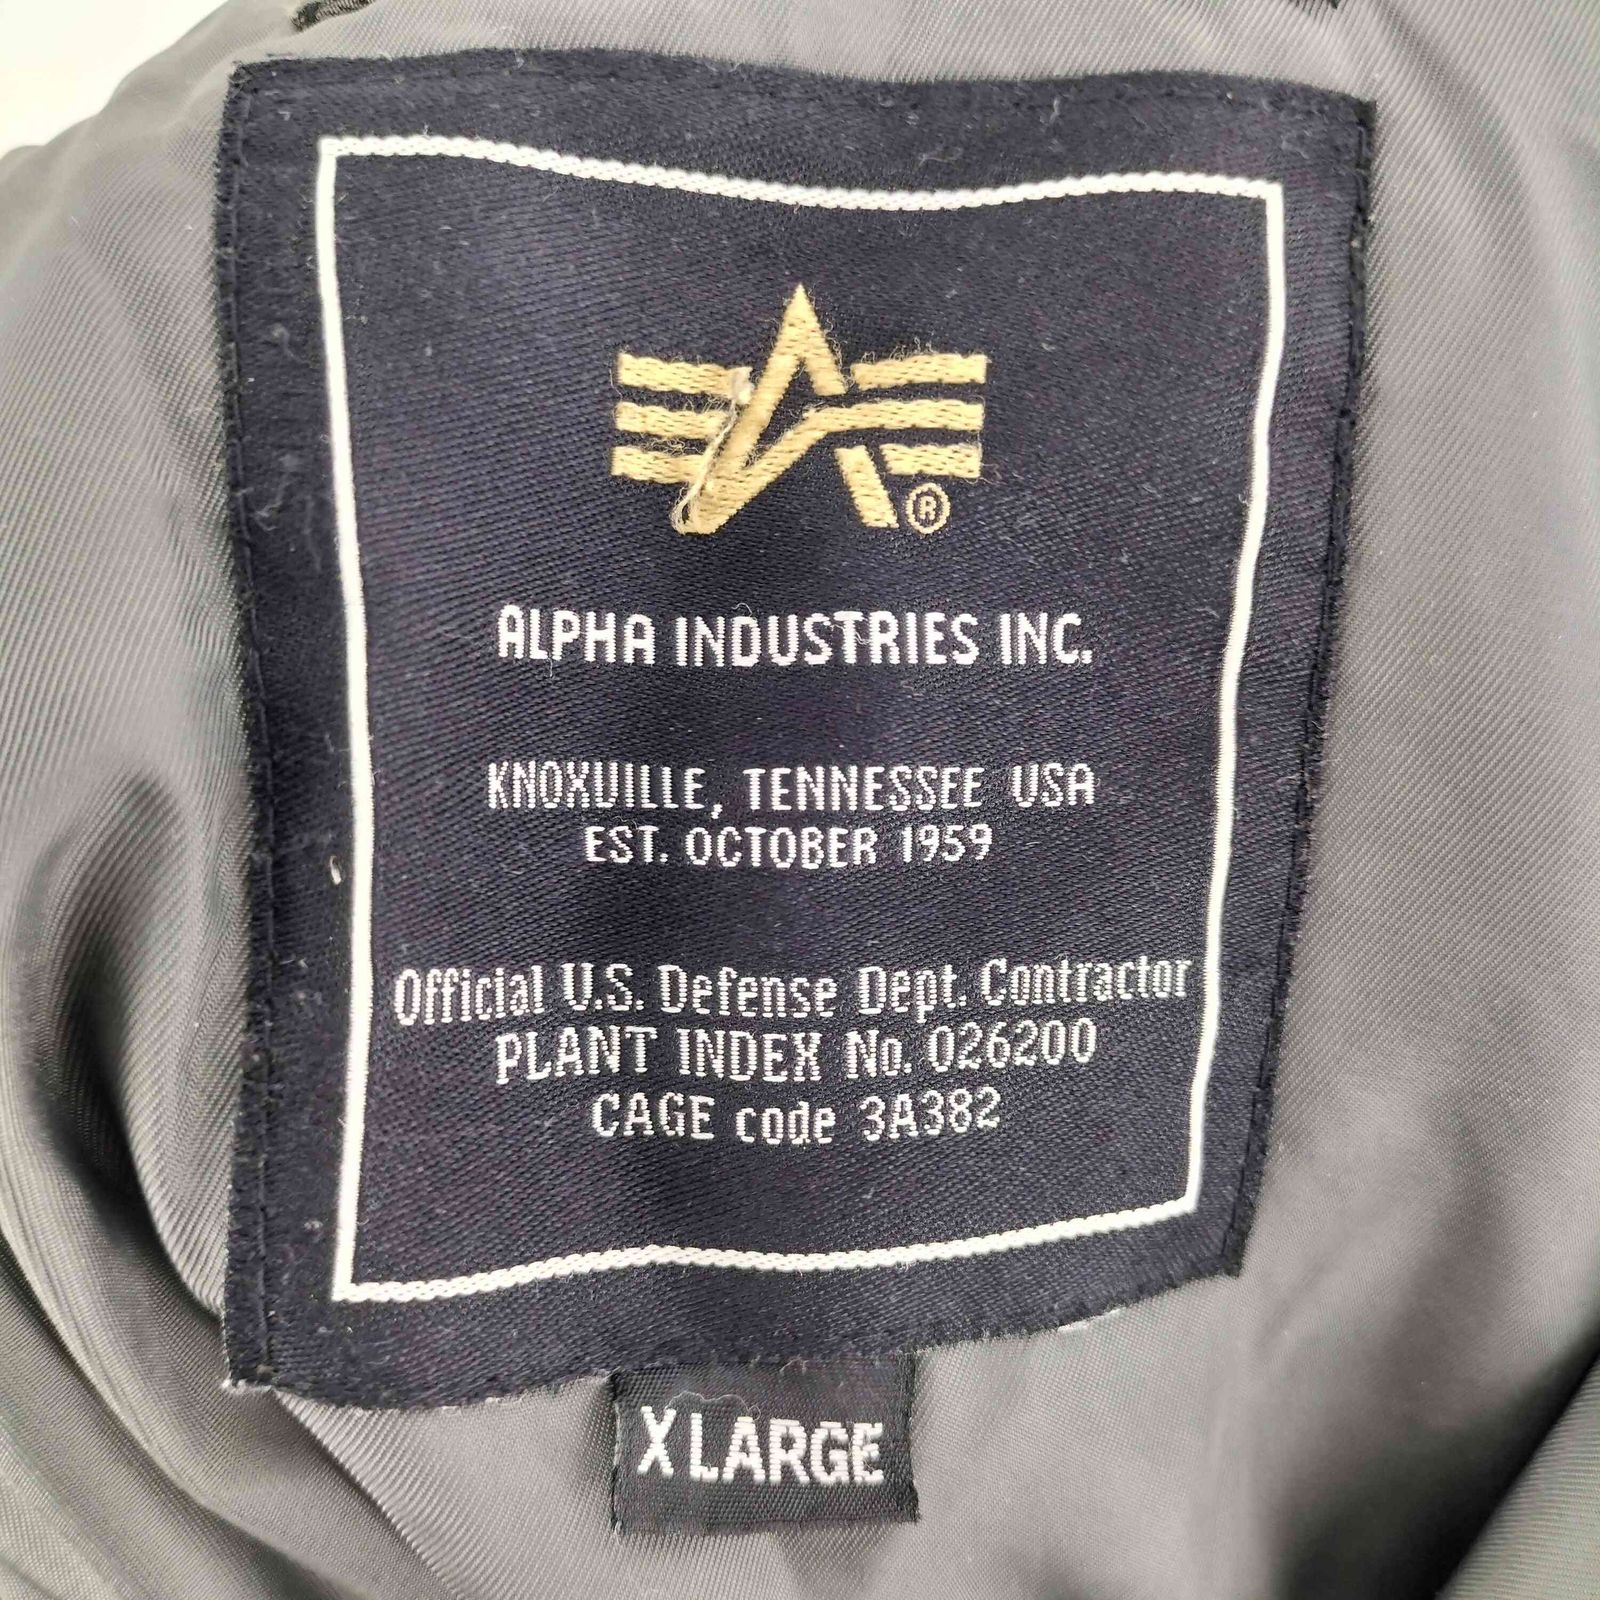 ®
ALPHA INDUSTRIES INC.
KNOXVILLE, TENNESSEE USA
EST. OCTOBER 1959
Official U.S. Defense Dept. Contractor
PLANT INDEX No. 026200
CAGE code 3A382
X LARGE